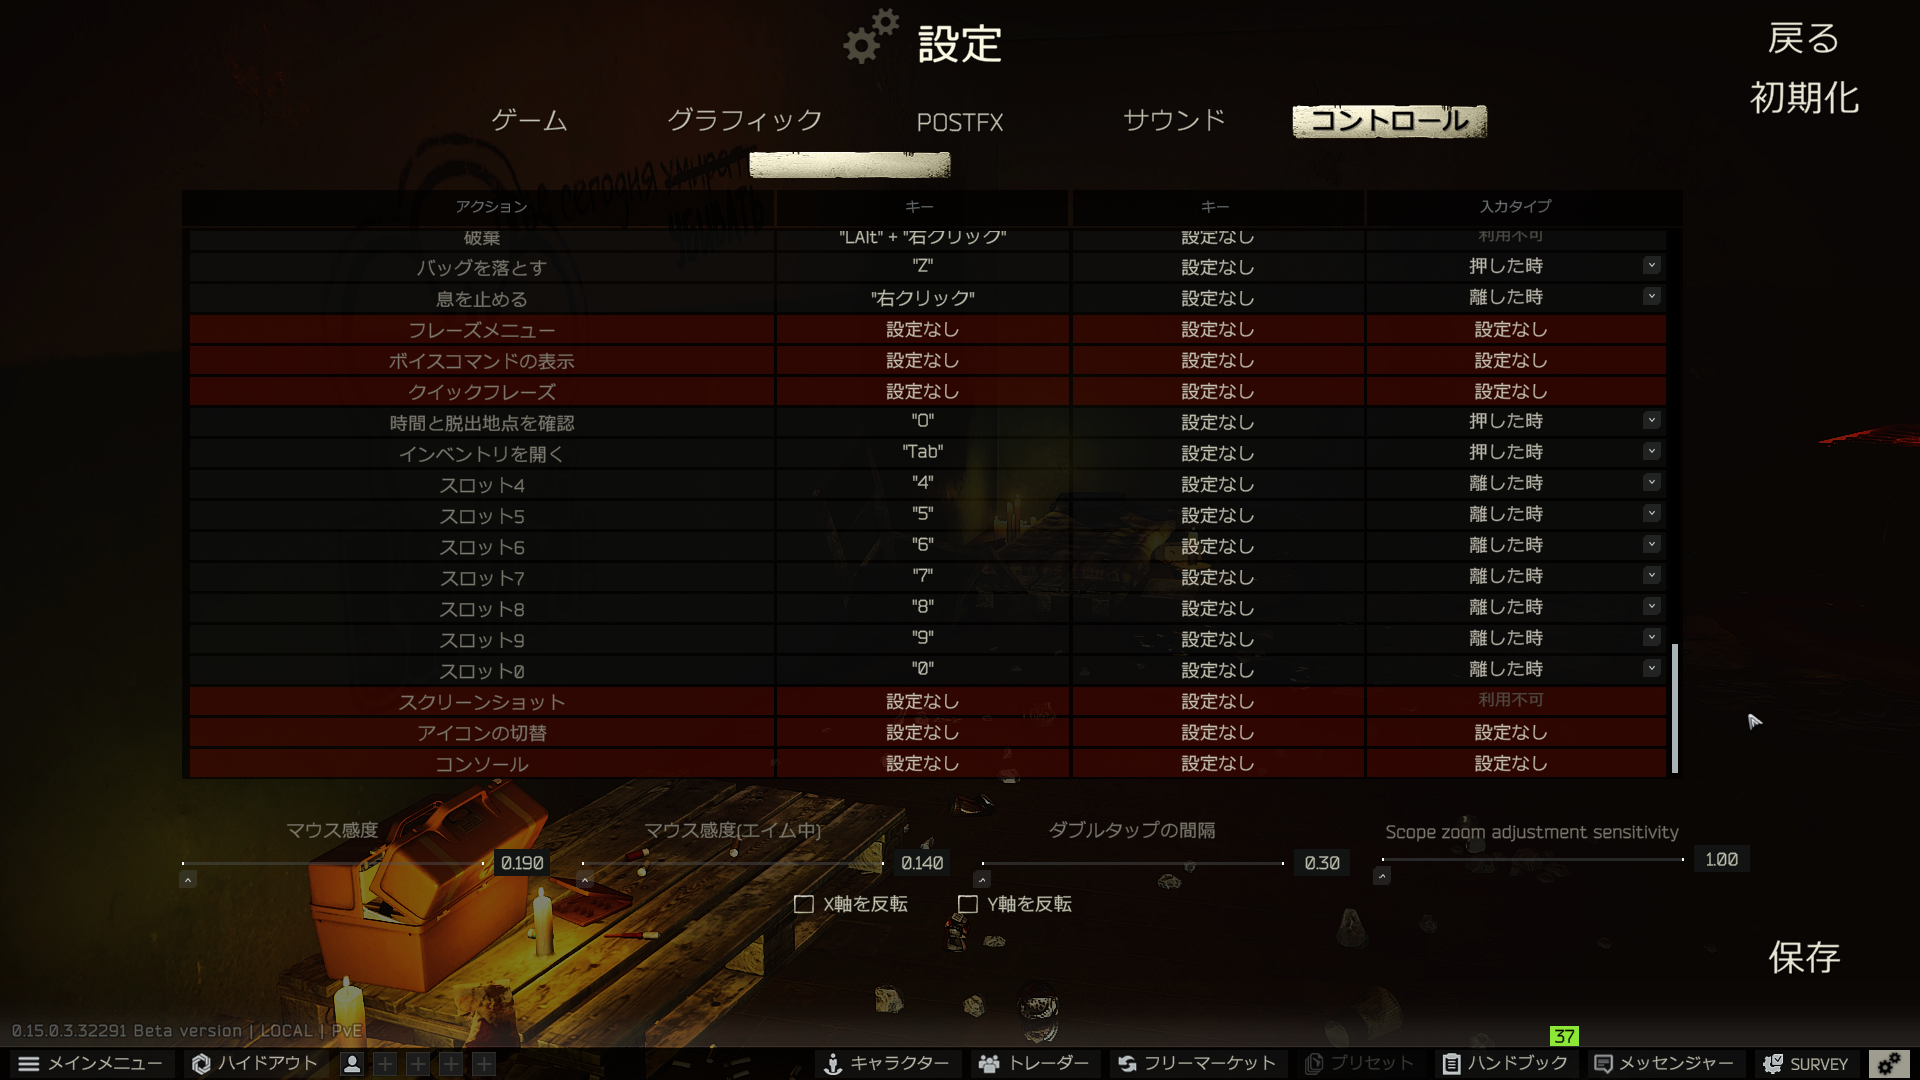 設定
戻る
初期化
ゲーム グラフィック POSTFX サウンド コントロール
アクション キー キー 入力タイプ
破棄 "LAlt" + "右クリック" 設定なし 利用不可
バッグを落とす "Z" 設定なし 押した時
息を止める "右クリック" 設定なし 離した時
フレーズメニュー 設定なし 設定なし 設定なし
ボイスコマンドの表示 設定なし 設定なし 設定なし
クイックフレーズ 設定なし 設定なし 設定なし
時間と脱出地点を確認 "O" 設定なし 押した時
インベントリを開く "Tab" 設定なし 押した時
スロット4 "4" 設定なし 離した時
スロット5 "5" 設定なし 離した時
スロット6 "6" 設定なし 離した時
スロット7 "7" 設定なし 離した時
スロット8 "8" 設定なし 離した時
スロット9 "9" 設定なし 離した時
スロット0 "0" 設定なし 離した時
スクリーンショット 設定なし 設定なし 利用不可
アイコンの切替 設定なし 設定なし 設定なし
コンソール 設定なし 設定なし 設定なし
マウス感度 マウス感度(エイム中) ダブルタップの間隔 Scope zoom adjustment sensitivity
0.190 0.140 0.30 1.00
X軸を反転 Y軸を反転
保存
0.15.0.3.32291 Beta version | LOCAL | PvE
37
メインメニュー ハイドアウト キャラクター トレーダー フリーマーケット プリセット ハンドブック メッセンジャー SURVEY